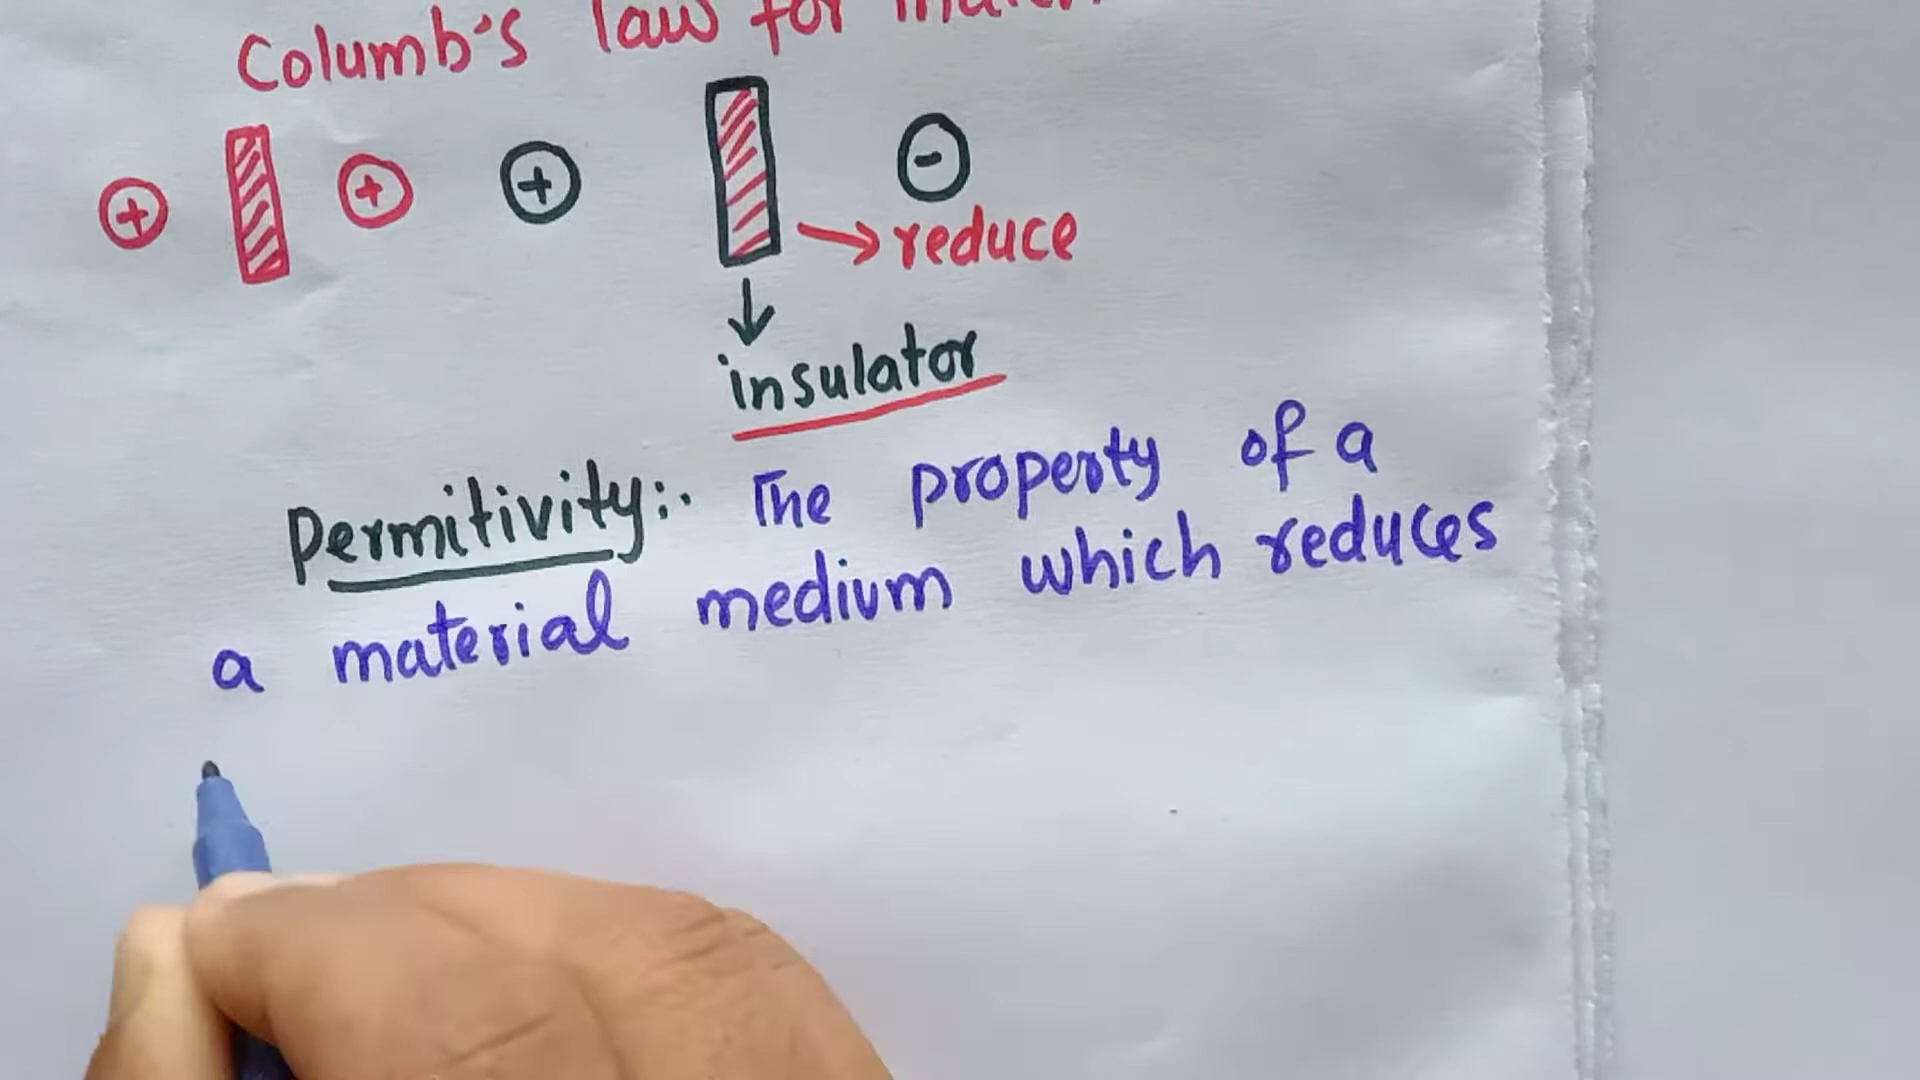 Columb's law for
+ + + -
→ reduce
↓
insulator
Permitivity:. The property of a
a material medium which reduces